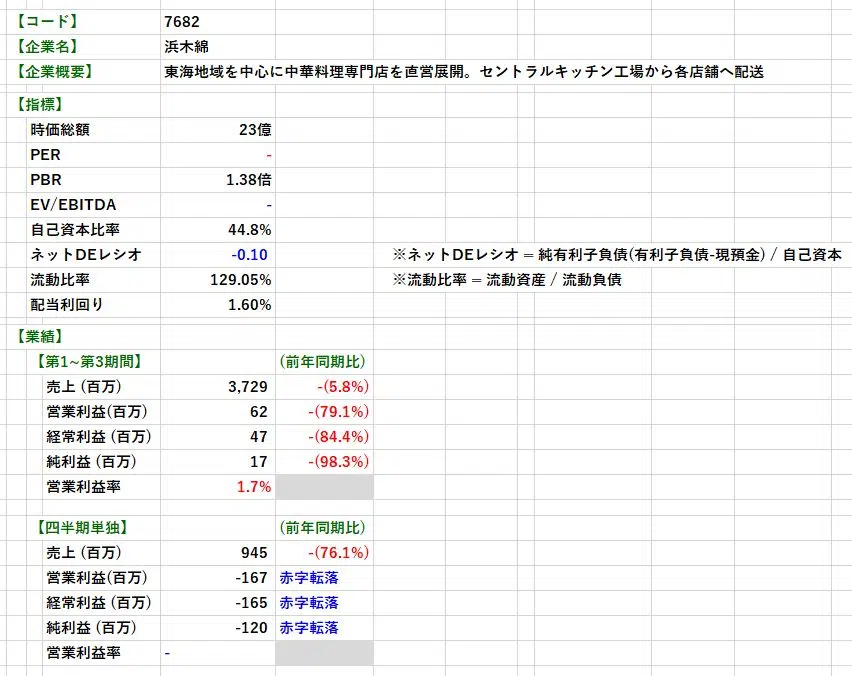 【コード】 7682
【企業名】 浜木綿
【企業概要】 東海地域を中心に中華料理専門店を直営展開。セントラルキッチン工場から各店舗へ配送
【指標】
時価総額 23億
PER -
PBR 1.38倍
EV/EBITDA -
自己資本比率 44.8%
ネットDEレシオ -0.10 ※ネットDEレシオ = 純有利子負債(有利子負債-現預金) / 自己資本
流動比率 129.05% ※流動比率 = 流動資産 / 流動負債
配当利回り 1.60%
【業績】
【第1~第3期間】 (前年同期比)
売上 (百万) 3,729 -(5.8%)
営業利益(百万) 62 -(79.1%)
経常利益 (百万) 47 -(84.4%)
純利益 (百万) 17 -(98.3%)
営業利益率 1.7%
【四半期単独】 (前年同期比)
売上 (百万) 945 -(76.1%)
営業利益(百万) -167 赤字転落
経常利益 (百万) -165 赤字転落
純利益 (百万) -120 赤字転落
営業利益率 -